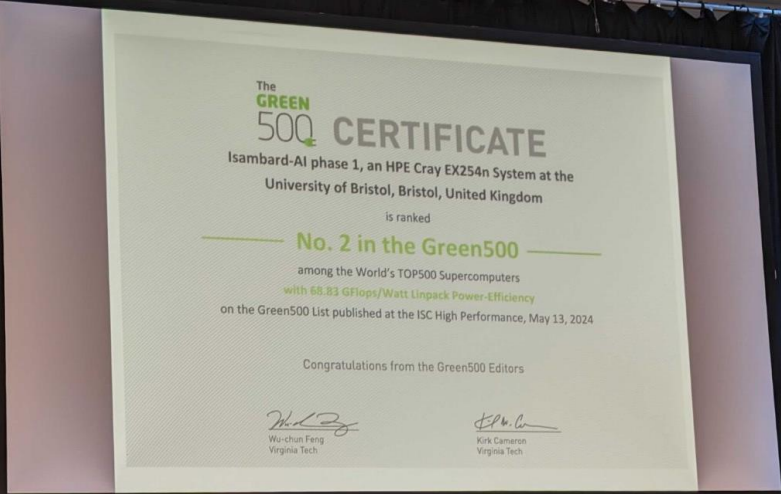 The
GREEN
500 CERTIFICATE
Isambard-AI phase 1, an HPE Cray EX254n System at the
University of Bristol, Bristol, United Kingdom
is ranked
No. 2 in the Green500
among the World's TOP500 Supercomputers
with 68.83 GFlops/Watt Linpack Power-Efficiency
on the Green500 List published at the ISC High Performance, May 13, 2024
Congratulations from the Green500 Editors
Wu-chun Feng
Virginia Tech
Kirk Cameron
Virginia Tech